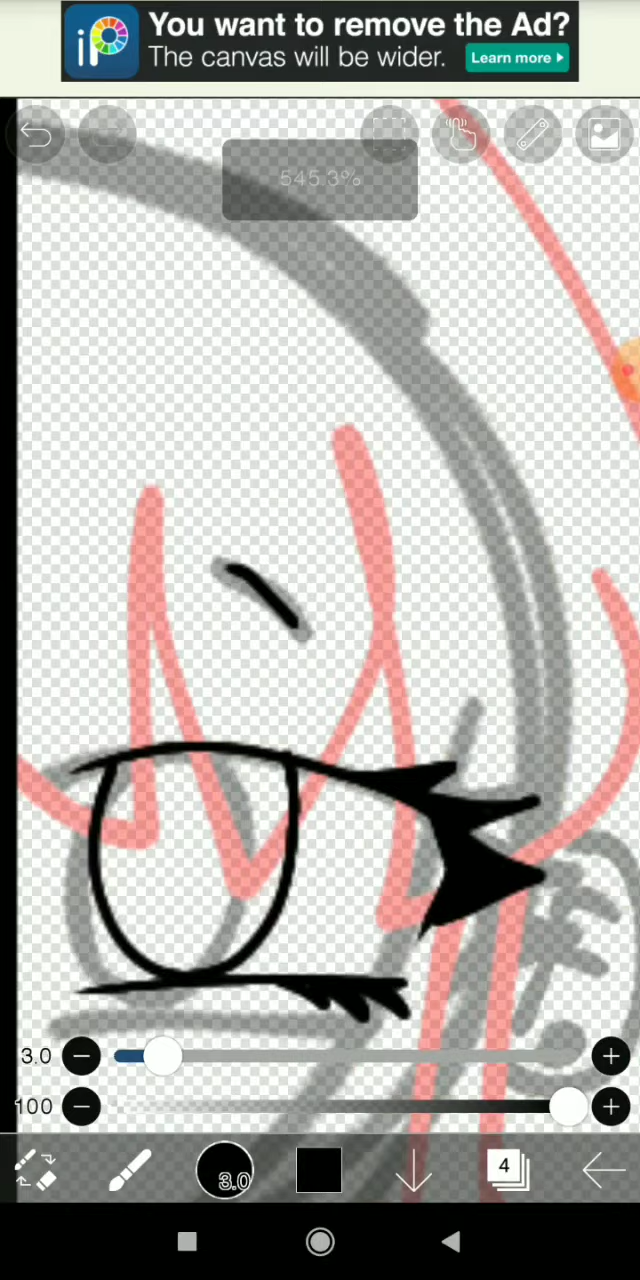 iP
You want to remove the Ad?
The canvas will be wider.
Learn more
545.3%
3.0
100
3.0
4